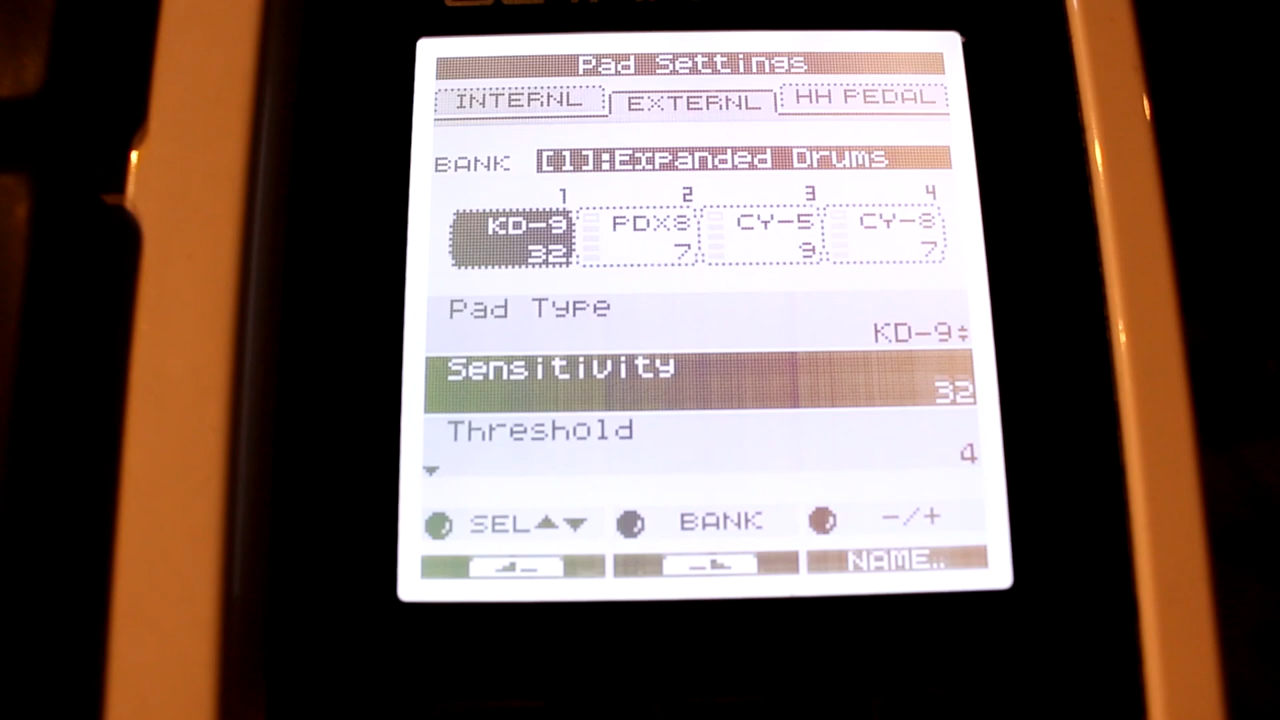 Pad Settings
INTERNL EXTERNL HH PEDAL
BANK [1]:Expanded Drums
1 2 3 4
KD-9 PDX8 CY-5 CY-8
32 7 9 7
Pad Type
KD-9
Sensitivity
32
Threshold
4
SEL▲▼ BANK -/+
NAME..